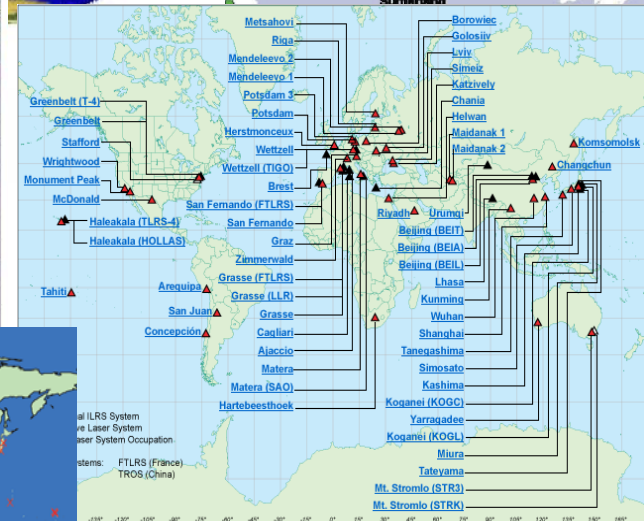 Metsahovi
Riga
Mendeleevo 2
Mendeleevo 1
Potsdam 3
Potsdam
Herstmonceux
Wettzell
Wettzell (TIGO)
Brest
San Fernando (FTLRS)
San Fernando
Graz
Zimmerwald
Grasse (FTLRS)
Grasse (LLR)
Grasse
Cagliari
Ajaccio
Matera
Matera (SAO)
Hartebeesthoek
Borowiec
Golosiiv
Lviv
Simeiz
Katzively
Chania
Helwan
Maidanak 1
Maidanak 2
Komsomolsk
Changchun
Greenbelt (T-4)
Greenbelt
Stafford
Wrightwood
Monument Peak
McDonald
Haleakala (TLRS-4)
Haleakala (HOLLAS)
Tahiti
Arequipa
San Juan
Concepción
Riyadh
Urumqi
Beijing (BEIT)
Beijing (BEIA)
Beijing (BEIL)
Lhasa
Kunming
Wuhan
Shanghai
Tanegashima
Simosato
Kashima
Koganei (KOGC)
Yarragadee
Koganei (KOGL)
Miura
Tateyama
Mt. Stromlo (STR3)
Mt. Stromlo (STRK)
al ILRS System
ve Laser System
aser System Occupation
stems: FTLRS (France)
TROS (China)